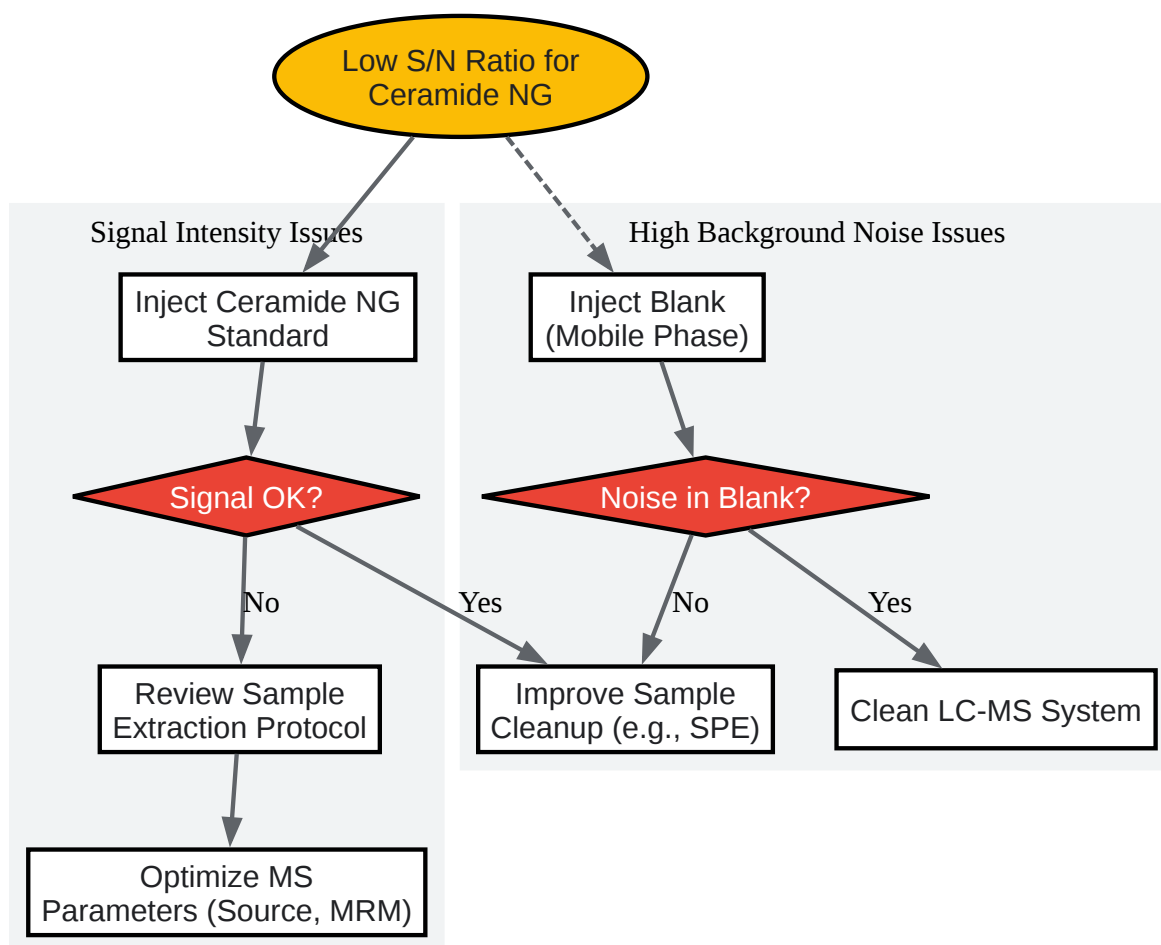 Low S/N Ratio for
Ceramide NG
Signal Intensity Issues
High Background Noise Issues
Inject Ceramide NG
Standard
Inject Blank
(Mobile Phase)
Signal OK?
Noise in Blank?
No
Yes
No
Yes
Review Sample
Extraction Protocol
Improve Sample
Cleanup (e.g., SPE)
Clean LC-MS System
Optimize MS
Parameters (Source, MRM)